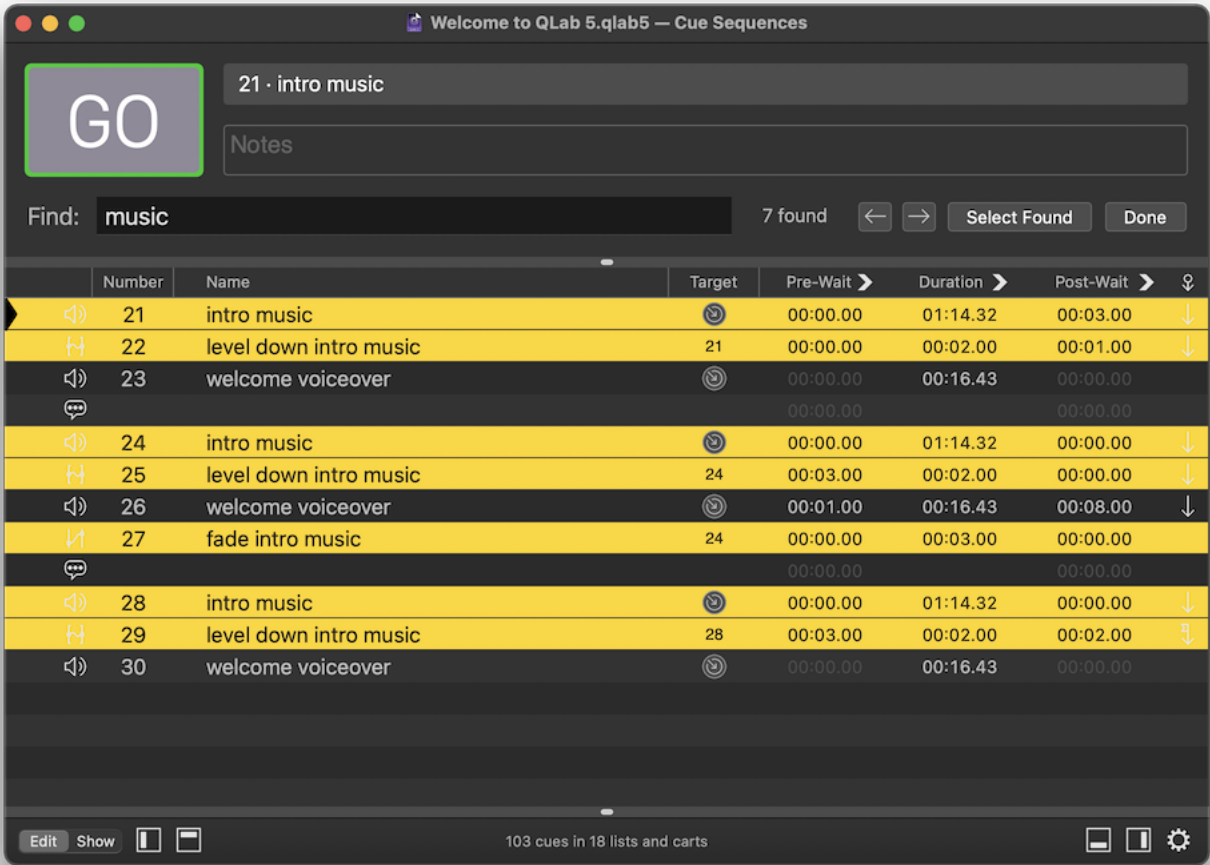 Welcome to QLab 5.qlab5 — Cue Sequences
GO
21 · intro music
Notes
Find: music 7 found Select Found Done
Number Name Target Pre-Wait Duration Post-Wait
21 intro music 00:00.00 01:14.32 00:03.00
22 level down intro music 21 00:00.00 00:02.00 00:01.00
23 welcome voiceover 00:00.00 00:16.43 00:00.00
00:00.00 00:00.00
24 intro music 00:00.00 01:14.32 00:00.00
25 level down intro music 24 00:03.00 00:02.00 00:00.00
26 welcome voiceover 00:01.00 00:16.43 00:08.00
27 fade intro music 24 00:00.00 00:03.00 00:00.00
00:00.00 00:00.00
28 intro music 00:00.00 01:14.32 00:00.00
29 level down intro music 28 00:03.00 00:02.00 00:02.00
30 welcome voiceover 00:00.00 00:16.43 00:00.00
Edit Show 103 cues in 18 lists and carts